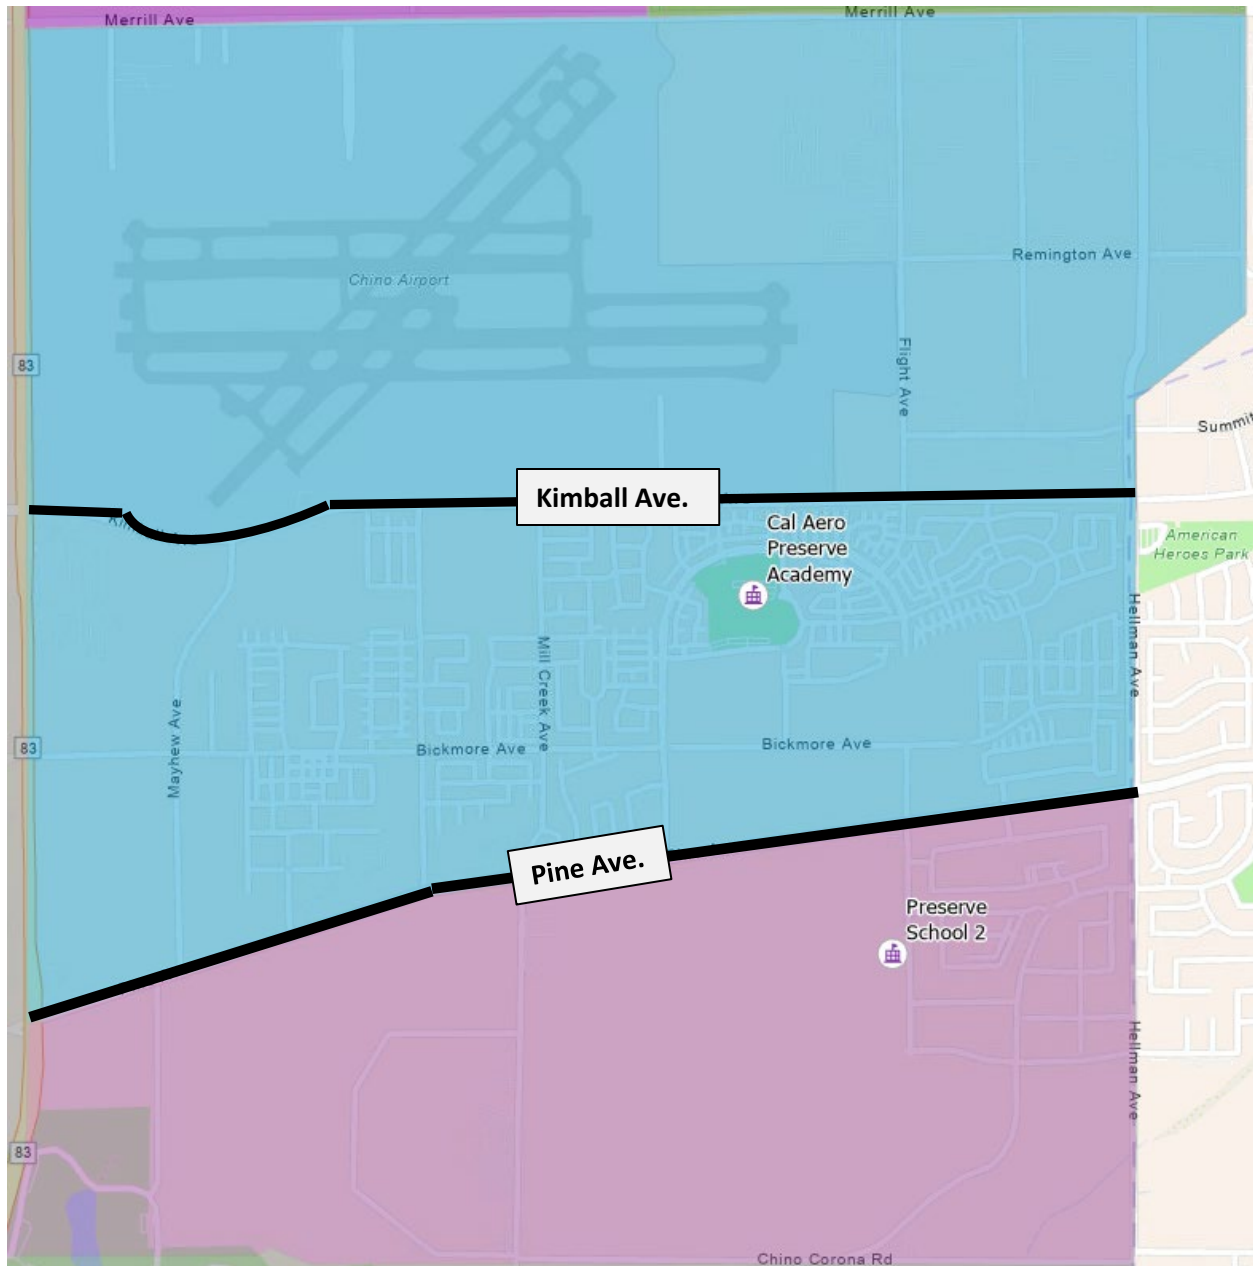 Merrill Ave
Merrill Ave
Remington Ave
Chino Airport
83
Flight Ave
Summit
Kimball Ave.
Cal Aero
Preserve
Academy
American
Heroes Park
Hellman Ave
Mill Creek Ave
Mayhew Ave
83
Bickmore Ave
Bickmore Ave
Pine Ave.
Preserve
School 2
Hellman Ave
83
Chino Corona Rd